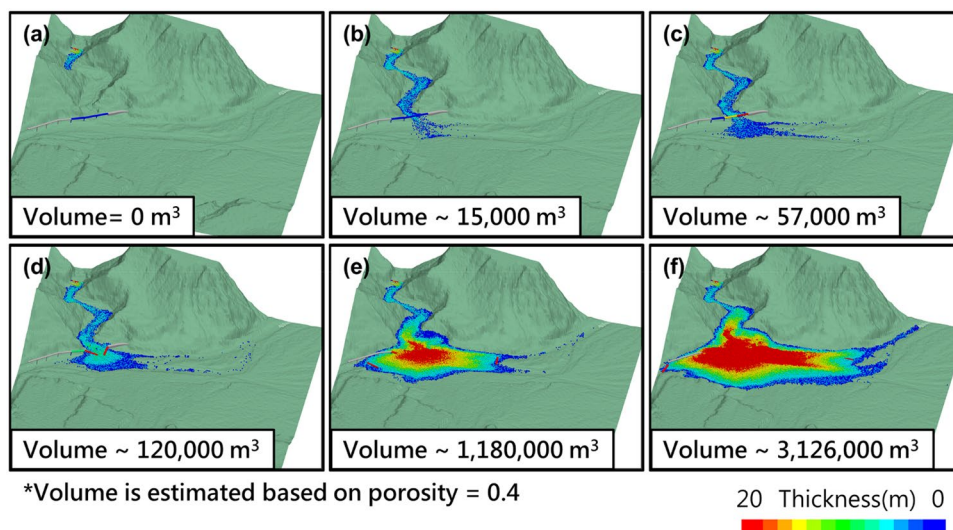 (a)
Volume= 0 m³
(b)
Volume ~ 15,000 m³
(c)
Volume ~ 57,000 m³
(d)
Volume ~ 120,000 m³
(e)
Volume ~ 1,180,000 m³
(f)
Volume ~ 3,126,000 m³
*Volume is estimated based on porosity = 0.4
20 Thickness(m) 0